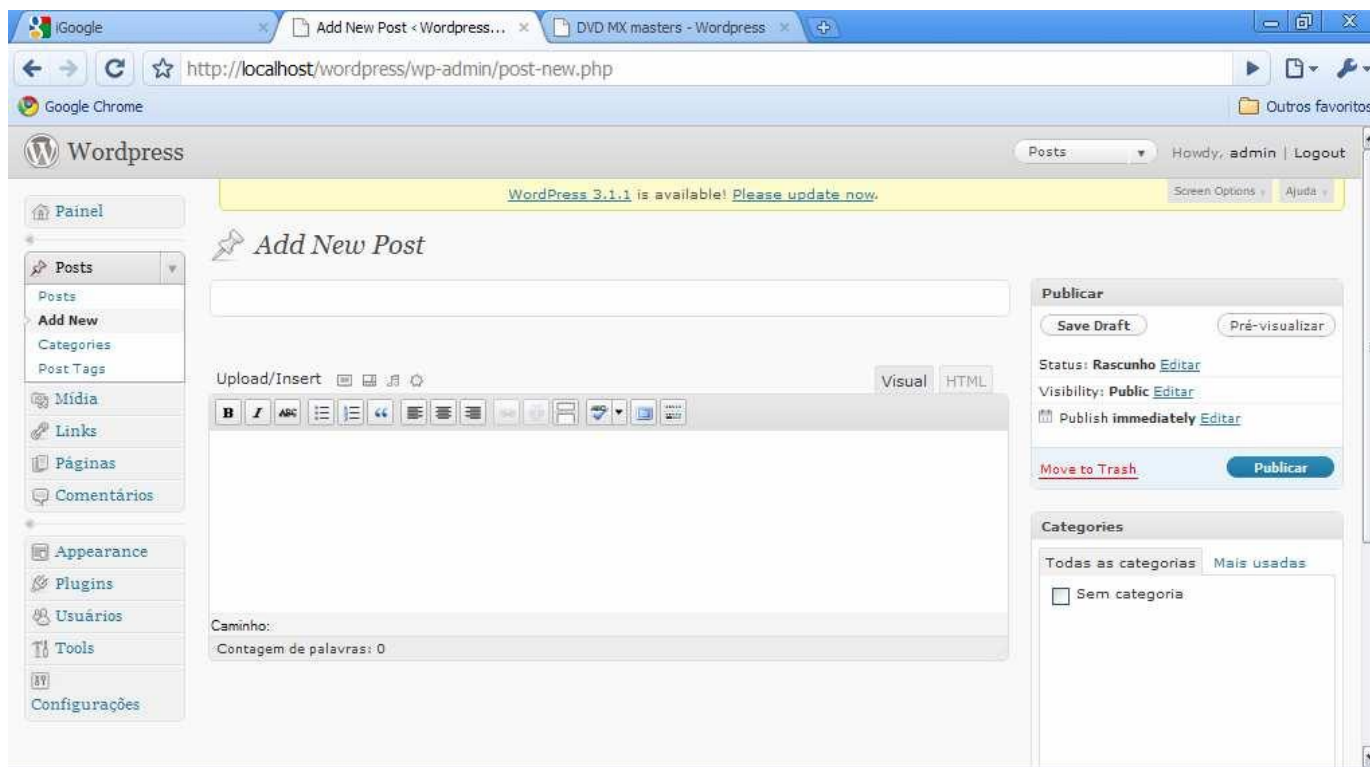 iGoogle
Add New Post < Wordpress...
DVD MX masters - Wordpress
http://localhost/wordpress/wp-admin/post-new.php
Google Chrome
Outros favoritos
Wordpress
Posts
Howdy, admin | Logout
WordPress 3.1.1 is available! Please update now.
Screen Options
Ajuda
Painel
Posts
Posts
Add New
Categories
Post Tags
Mídia
Links
Páginas
Comentários
Appearance
Plugins
Usuários
Tools
Configurações
Add New Post
Upload/Insert
Visual
HTML
B I ABC
Caminho:
Contagem de palavras: 0
Publicar
Save Draft
Pré-visualizar
Status: Rascunho Editar
Visibility: Public Editar
Publish immediately Editar
Move to Trash
Publicar
Categories
Todas as categorias
Mais usadas
Sem categoria